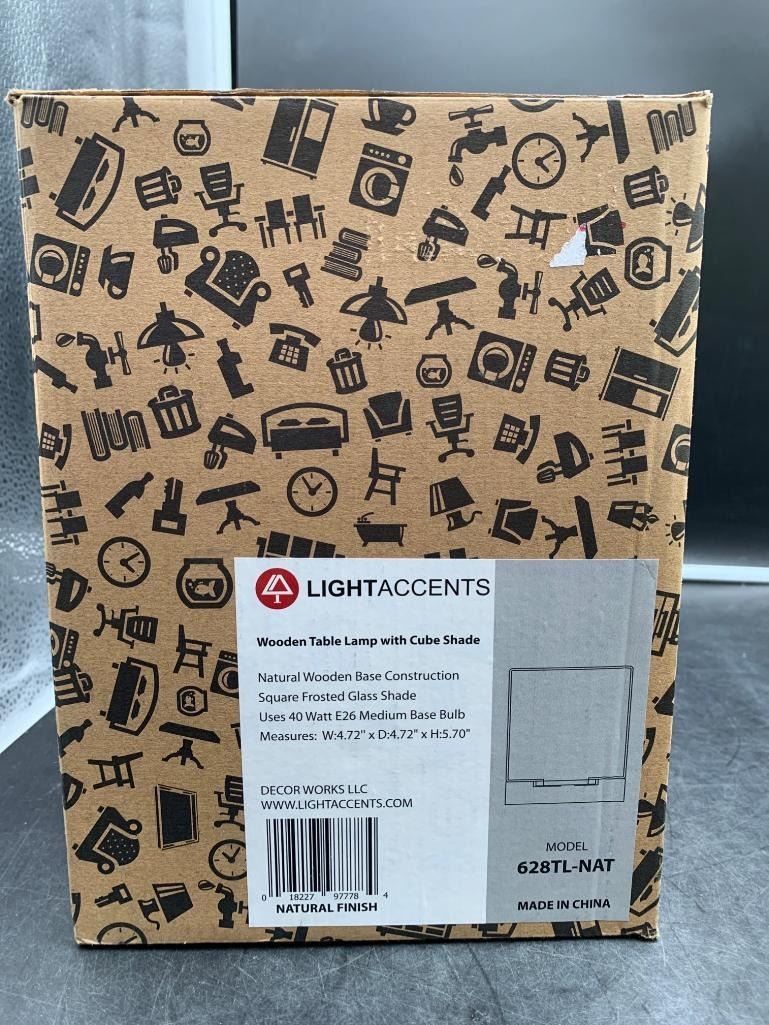 LIGHTACCENTS
Wooden Table Lamp with Cube Shade
Natural Wooden Base Construction
Square Frosted Glass Shade
Uses 40 Watt E26 Medium Base Bulb
Measures: W:4.72" x D:4.72" x H:5.70"
DECOR WORKS LLC
WWW.LIGHTACCENTS.COM
0 18227 97778 4
NATURAL FINISH
MODEL
628TL-NAT
MADE IN CHINA